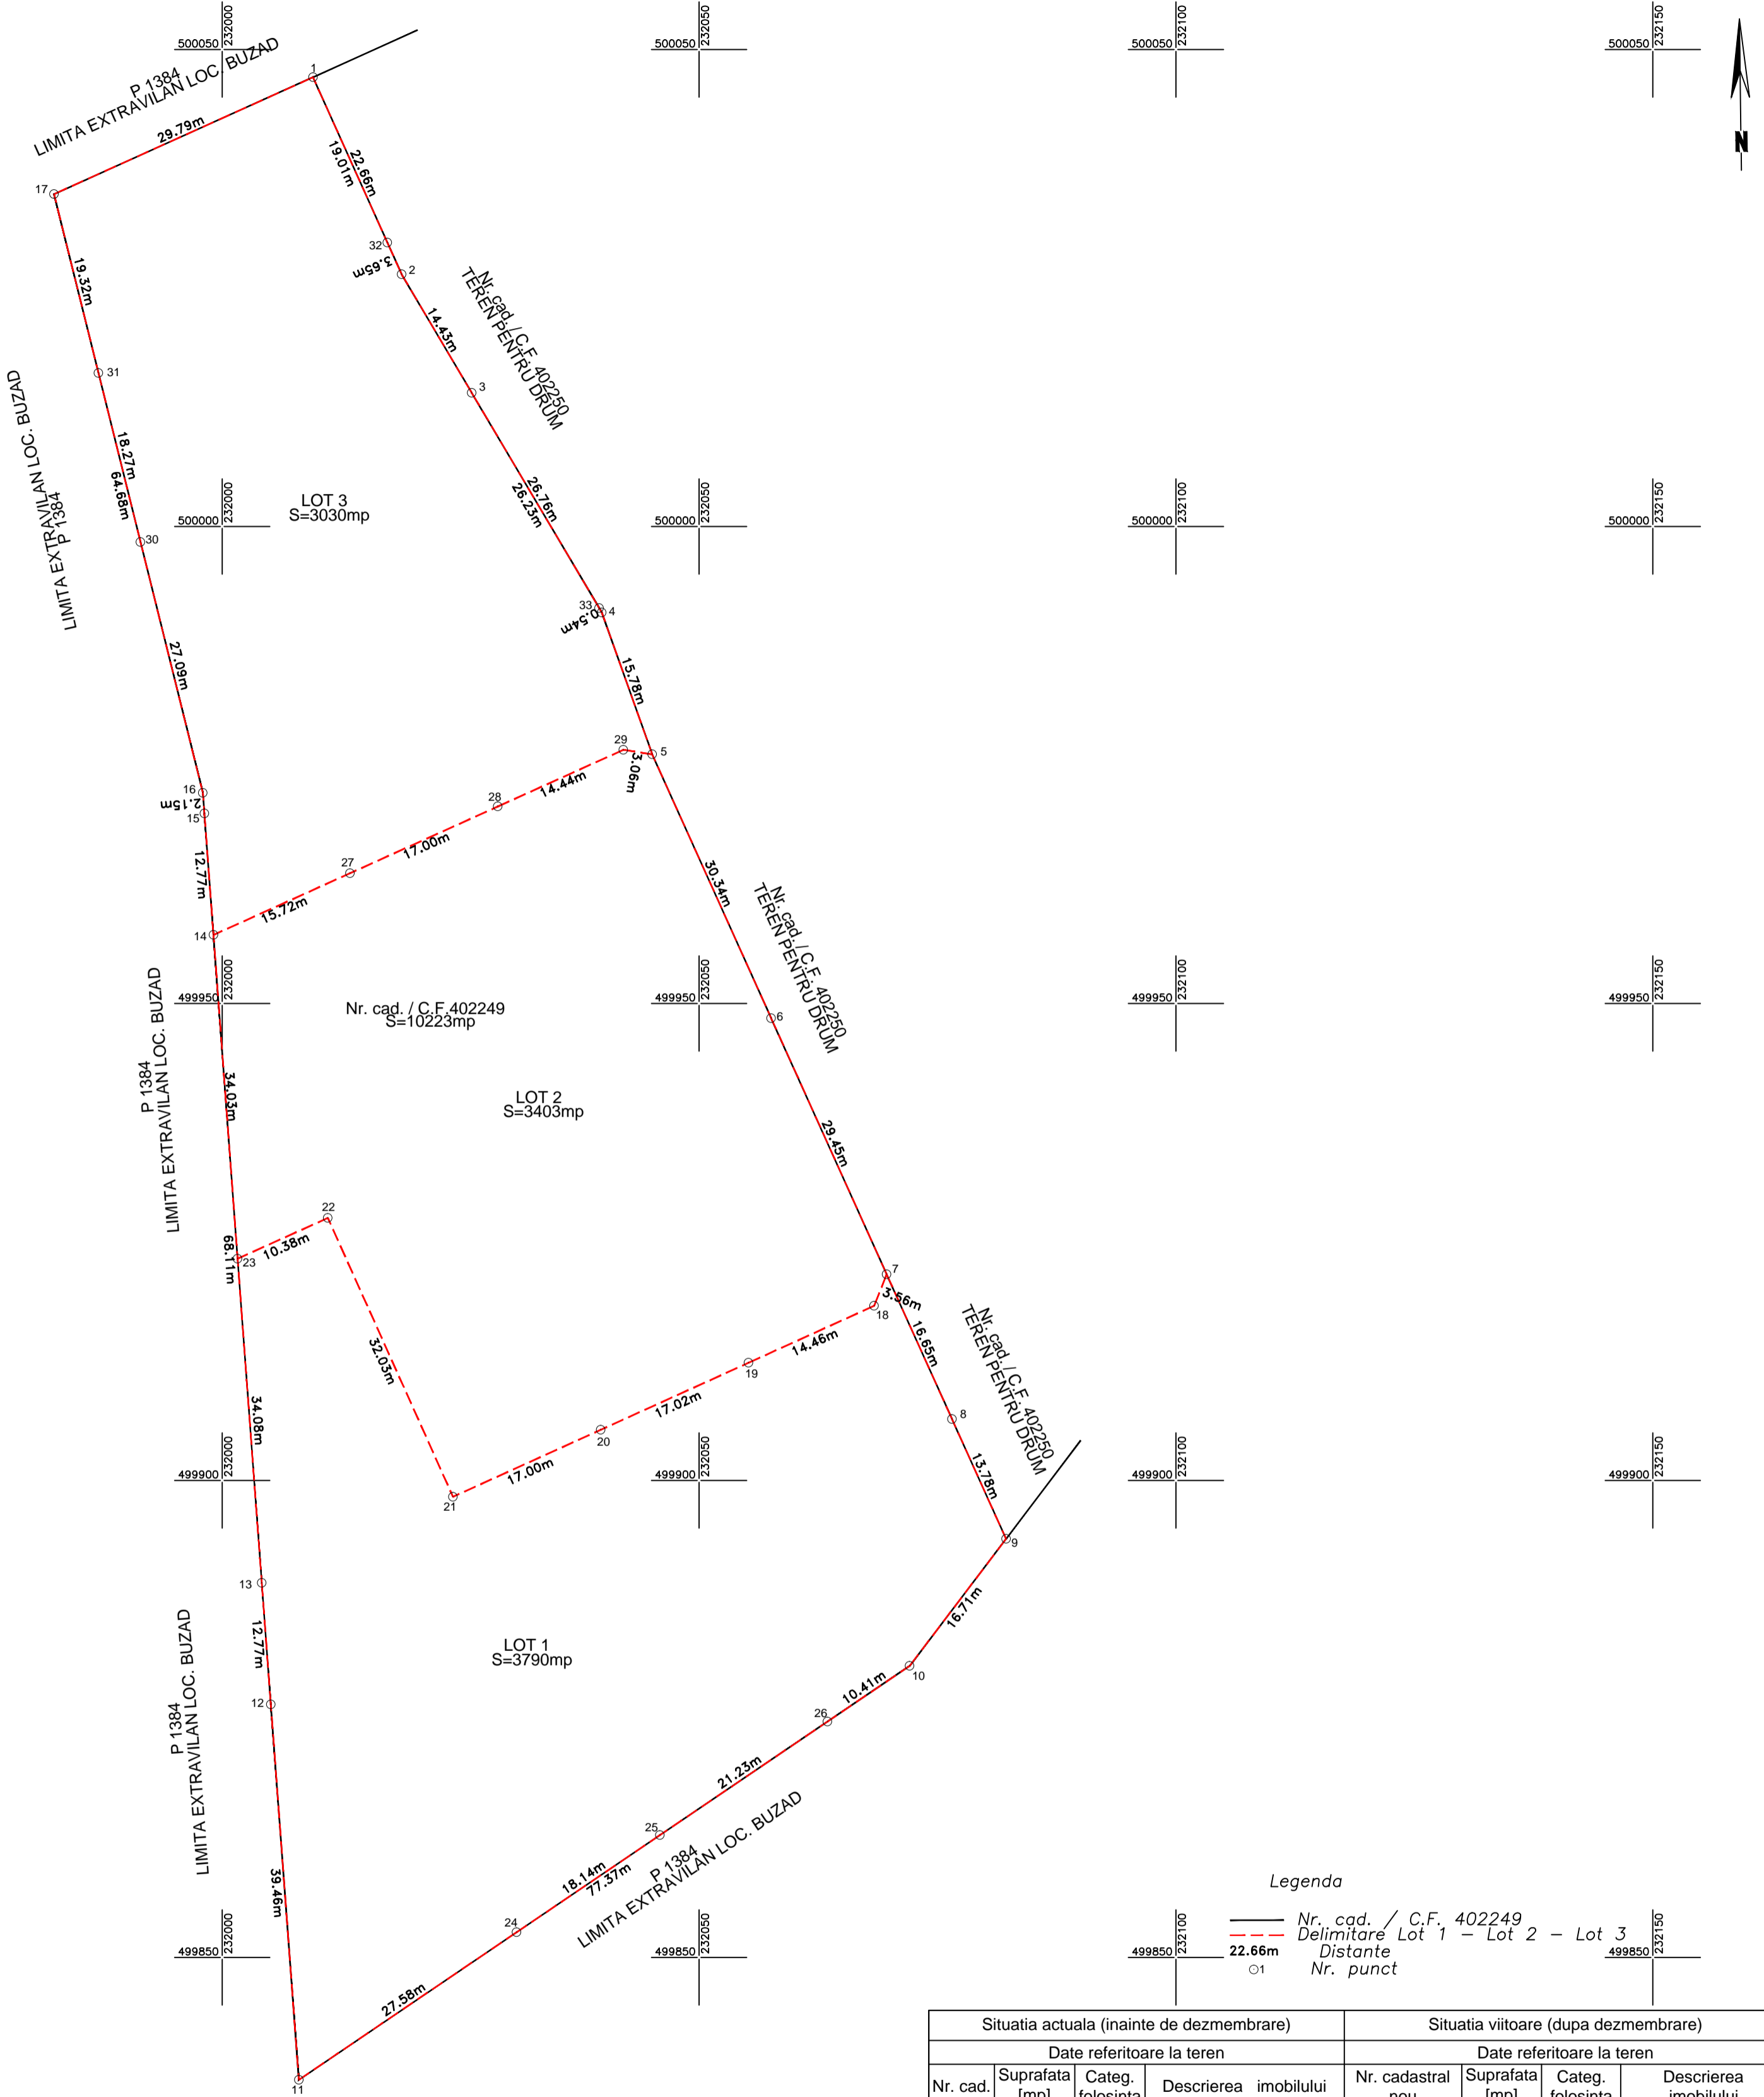 232000
232050
232100
232150
500050
500050
500050
500050
N
P 1384
LIMITA EXTRAVILAN LOC. BUZAD
1
29.79m
17
22.66m
19.01m
32
3.65m
2
19.32m
14.43m
Nr. cad. / C.F. 402250
TEREN PENTRU DRUM
31
3
LIMITA EXTRAVILAN LOC. BUZAD
P 1384
18.27m
64.68m
30
232000
232050
232100
232150
500000
500000
500000
500000
LOT 3
S=3030mp
26.76m
26.23m
33
4
0.54m
27.09m
15.78m
29
5
3.06m
16
2.15m
15
28
14.44m
17.00m
27
12.77m
15.72m
14
30.34m
Nr. cad. / C.F. 402250
TEREN PENTRU DRUM
232000
232050
232100
232150
499950
499950
499950
499950
Nr. cad. / C.F.402249
S=10223mp
6
P 1384
LIMITA EXTRAVILAN LOC. BUZAD
34.03m
LOT 2
S=3403mp
29.45m
22
68.11m
23
10.38m
7
3.56m
18
32.03m
14.46m
16.65m
Nr. cad. / C.F. 402250
TEREN PENTRU DRUM
19
17.02m
34.08m
20
8
232000
232050
232100
232150
499900
499900
499900
499900
17.00m
21
13.78m
9
13
16.71m
12.77m
LOT 1
S=3790mp
P 1384
LIMITA EXTRAVILAN LOC. BUZAD
12
10
10.41m
26
21.23m
25
39.46m
18.14m
77.37m
P 1384
LIMITA EXTRAVILAN LOC. BUZAD
24
232000
232050
232100
232150
499850
499850
499850
499850
27.58m
11
Legenda
Nr. cad. / C.F. 402249
Delimitare Lot 1 - Lot 2 - Lot 3
22.66m Distante
1 Nr. punct
Situatia actuala (inainte de dezmembrare) Situatia viitoare (dupa dezmembrare)
Date referitoare la teren Date referitoare la teren
Nr. cad. Suprafata [mp] Categ. folosinta Descrierea imobilului Nr. cadastral nou Suprafata [mp] Categ. folosinta Descrierea imobilului